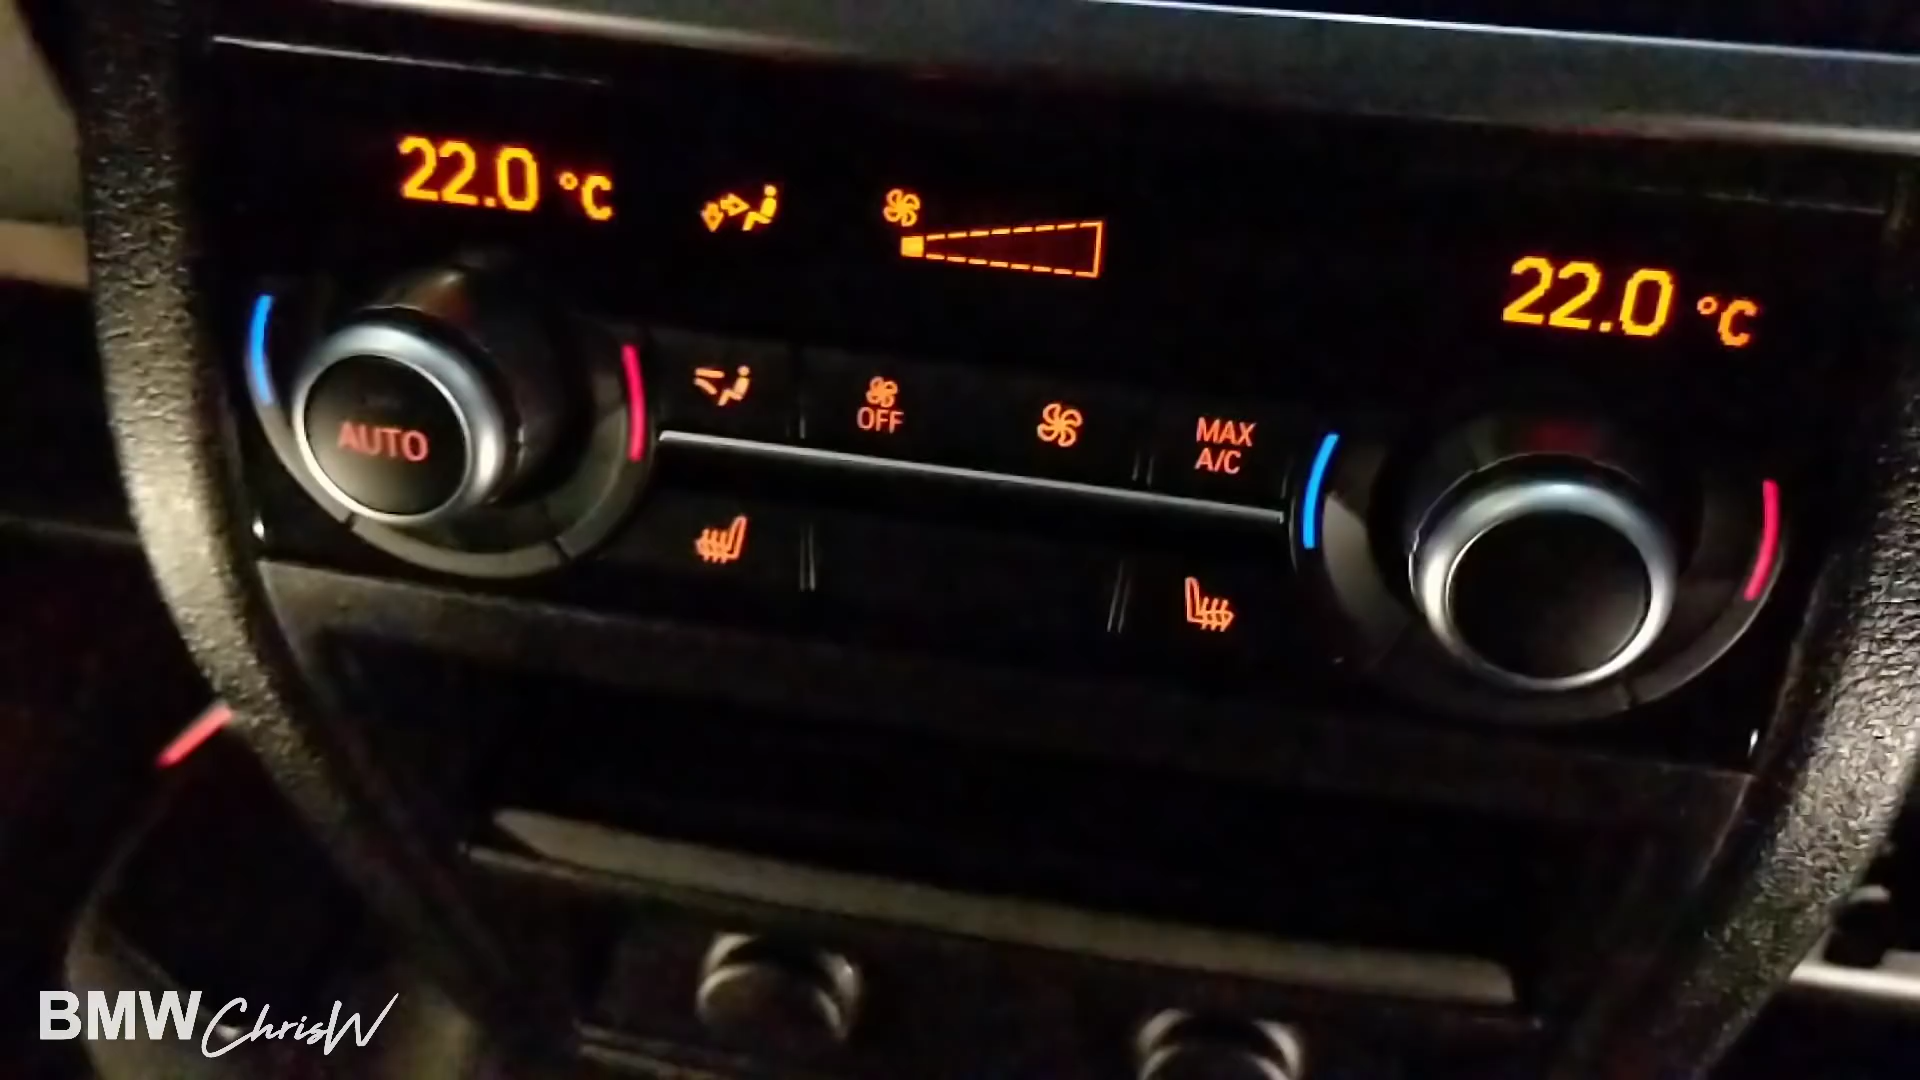 22.0 °C
22.0 °C
AUTO
OFF
MAX
A/C
BMW ChrisW